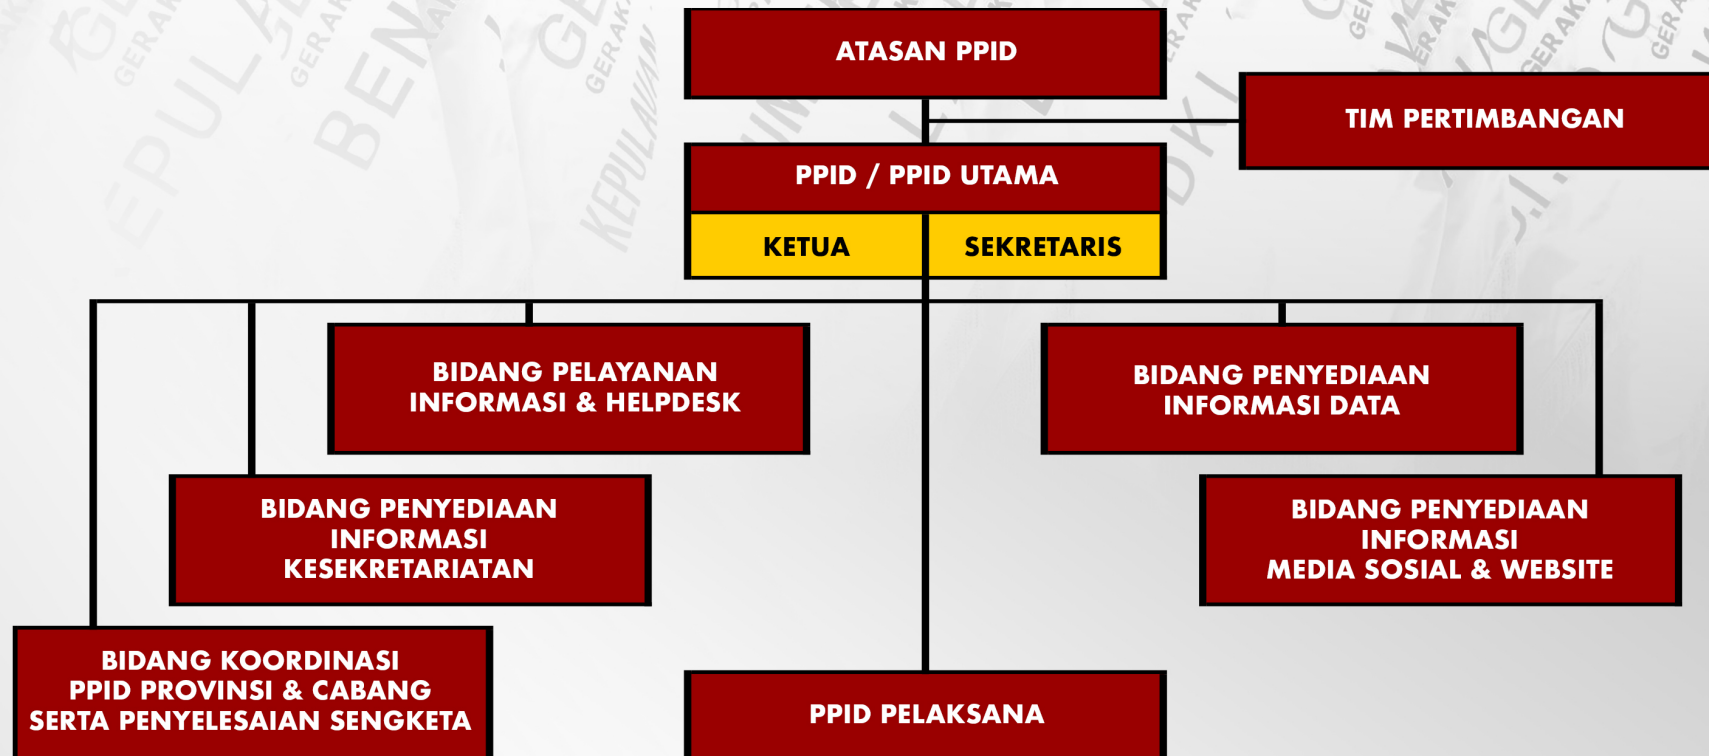 ATASAN PPID
TIM PERTIMBANGAN
PPID / PPID UTAMA
KETUA
SEKRETARIS
BIDANG PELAYANAN
INFORMASI & HELPDESK
BIDANG PENYEDIAAN
INFORMASI DATA
BIDANG PENYEDIAAN
INFORMASI
KESEKRETARIATAN
BIDANG PENYEDIAAN
INFORMASI
MEDIA SOSIAL & WEBSITE
BIDANG KOORDINASI
PPID PROVINSI & CABANG
SERTA PENYELESAIAN SENGKETA
PPID PELAKSANA